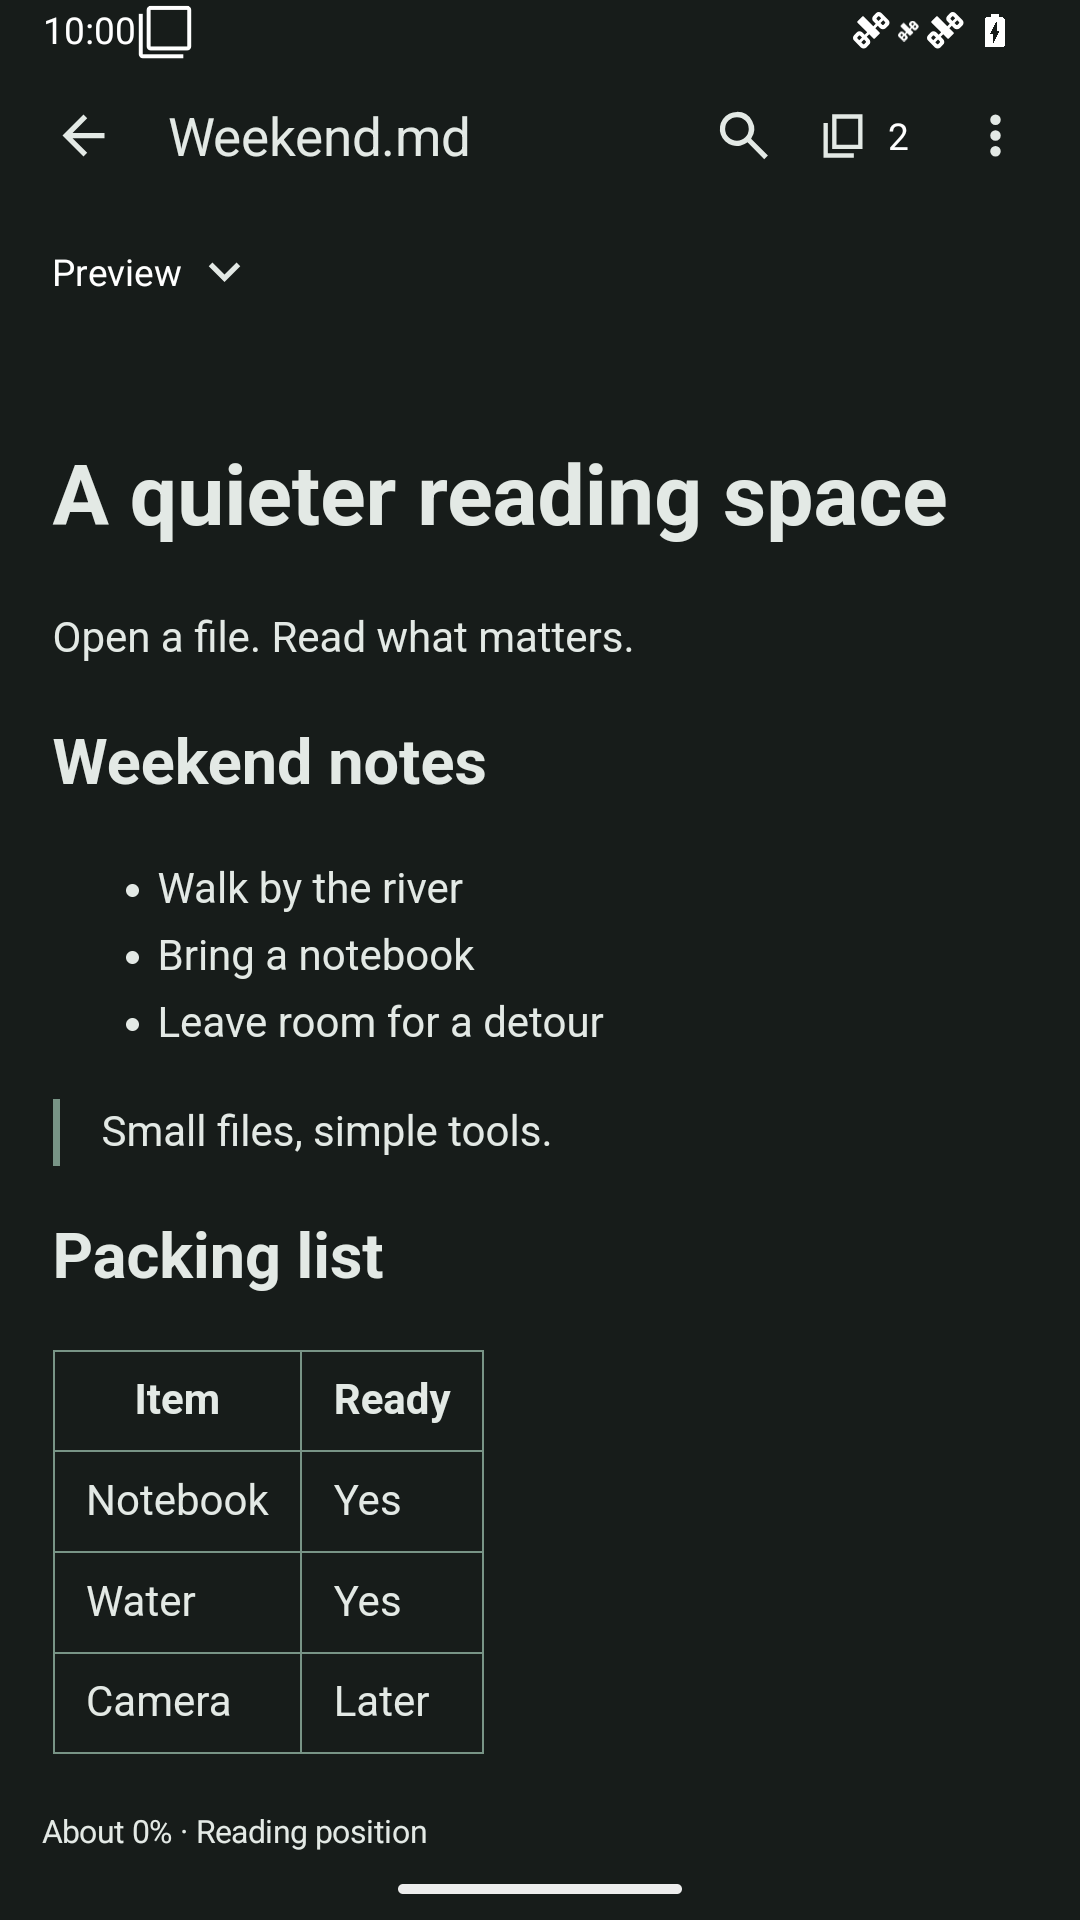 10:00
Weekend.md
2
Preview
A quieter reading space
Open a file. Read what matters.
Weekend notes
• Walk by the river
• Bring a notebook
• Leave room for a detour
Small files, simple tools.
Packing list
Item Ready
Notebook Yes
Water Yes
Camera Later
About 0% · Reading position